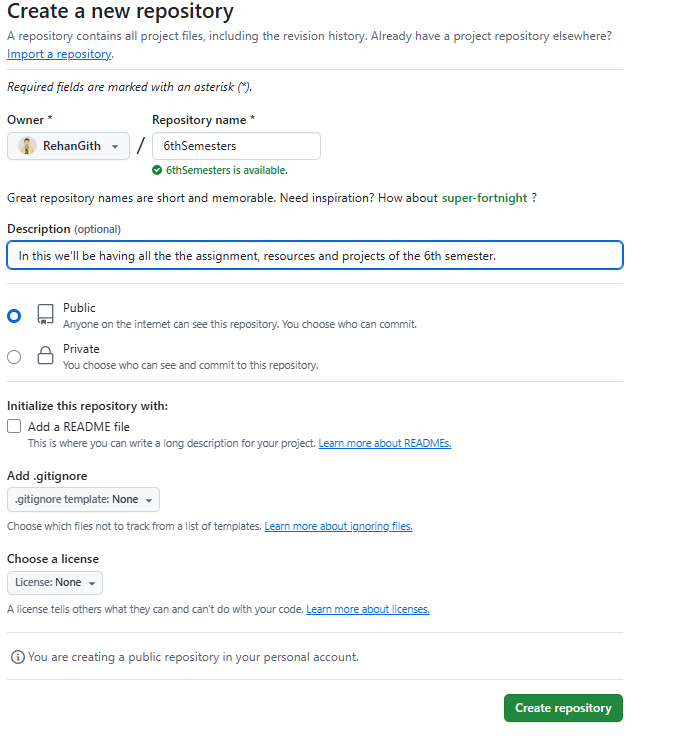 Create a new repository
A repository contains all project files, including the revision history. Already have a project repository elsewhere?
Import a repository.
Required fields are marked with an asterisk (*).
Owner *
Repository name *
RehanGith
/
6thSemesters
6thSemesters is available.
Great repository names are short and memorable. Need inspiration? How about super-fortnight ?
Description (optional)
In this we'll be having all the the assignment, resources and projects of the 6th semester.
Public
Anyone on the internet can see this repository. You choose who can commit.
Private
You choose who can see and commit to this repository.
Initialize this repository with:
Add a README file
This is where you can write a long description for your project. Learn more about READMEs.
Add .gitignore
.gitignore template: None
Choose which files not to track from a list of templates. Learn more about ignoring files.
Choose a license
License: None
A license tells others what they can and can't do with your code. Learn more about licenses.
You are creating a public repository in your personal account.
Create repository